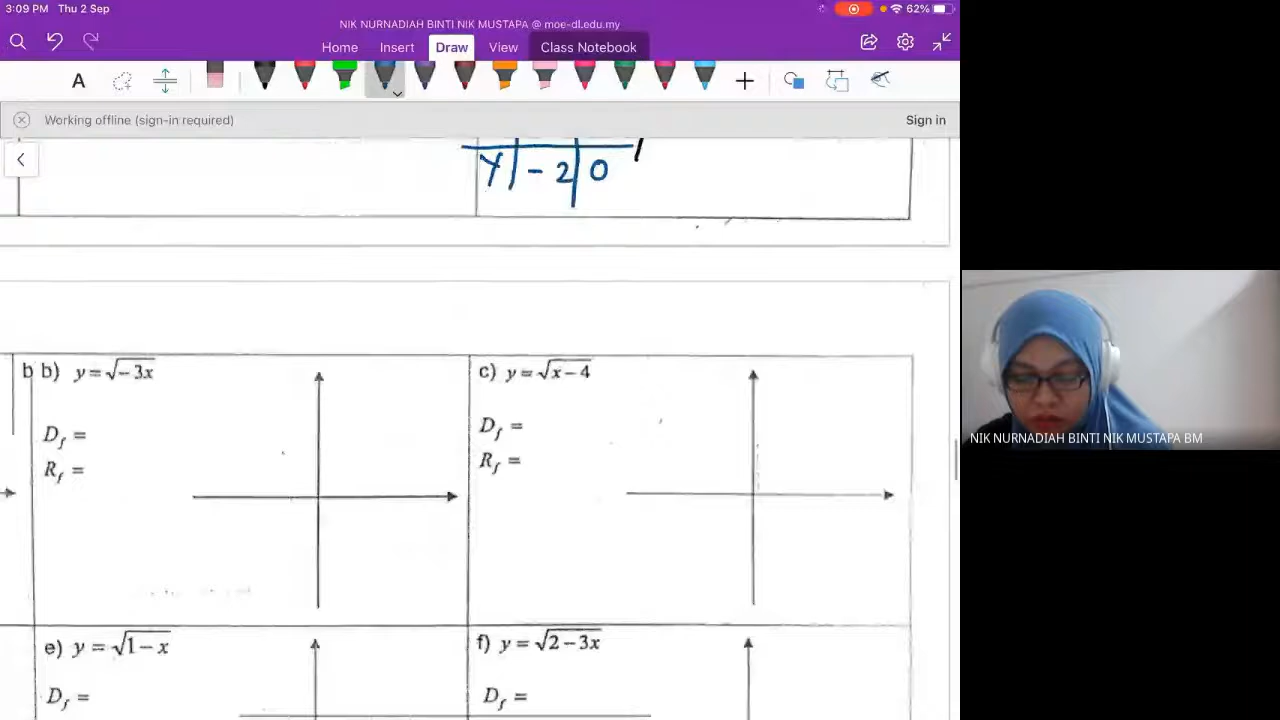 3:09 PM Thu 2 Sep
62%
NIK NURNADIAH BINTI NIK MUSTAPA @ moe-dl.edu.my
Home Insert Draw View Class Notebook
A
Working offline (sign-in required)
Sign in
Y -2 0
b b) y=√-3x
D_f =
R_f =
c) y=√x-4
D_f =
R_f =
e) y=√1-x
D_f =
f) y=√2-3x
D_f =
NIK NURNADIAH BINTI NIK MUSTAPA BM